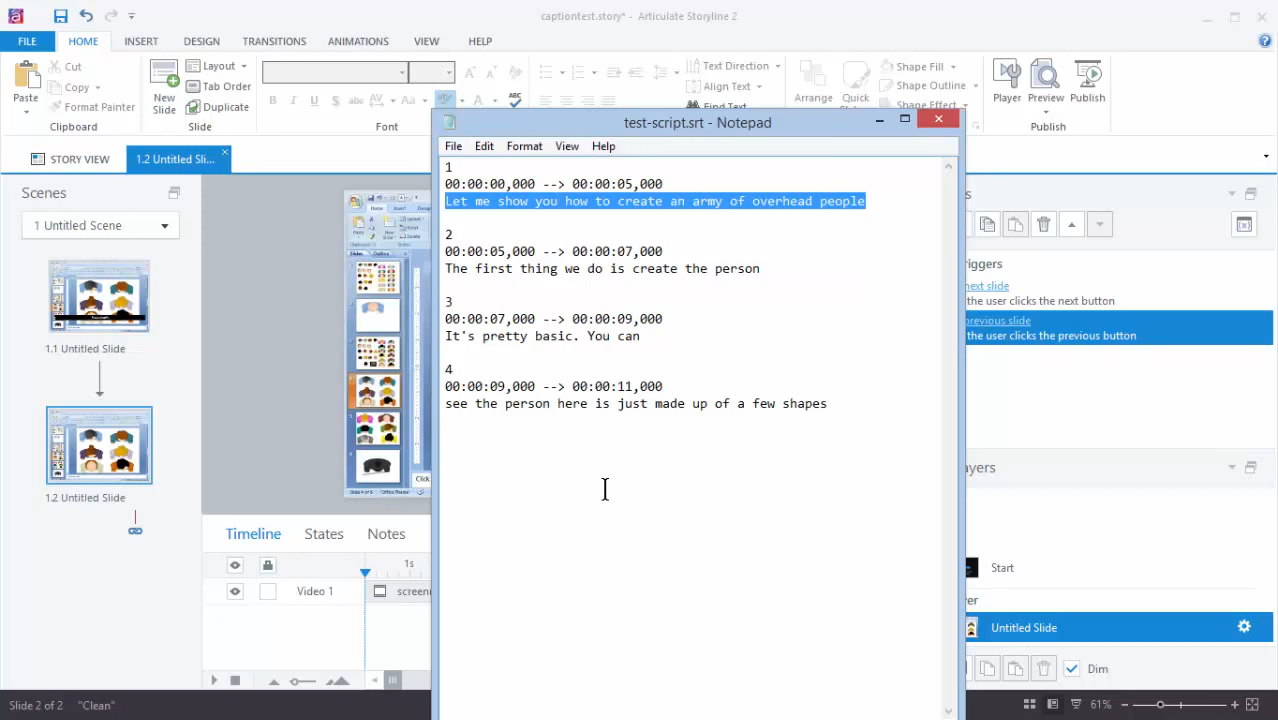 captiontest.story* - Articulate Storyline 2
FILE
HOME
INSERT
DESIGN
TRANSITIONS
ANIMATIONS
VIEW
HELP
Paste
Cut
Copy
Format Painter
Clipboard
New
Slide
Layout
Tab Order
Duplicate
Slide
Font
Text Direction
Align Text
Find Text
Arrange
Quick
Shape Fill
Shape Outline
Shape Effect
Player
Preview
Publish
Publish
STORY VIEW
1.2 Untitled Sli...
Scenes
1 Untitled Scene
1.1 Untitled Slide
1.2 Untitled Slide
test-script.srt - Notepad
File Edit Format View Help
1
00:00:00,000 --> 00:00:05,000
Let me show you how to create an army of overhead people
2
00:00:05,000 --> 00:00:07,000
The first thing we do is create the person
3
00:00:07,000 --> 00:00:09,000
It's pretty basic. You can
4
00:00:09,000 --> 00:00:11,000
see the person here is just made up of a few shapes
Click
Timeline
States
Notes
1s
Video 1
screen
s
iggers
next slide
the user clicks the next button
previous slide
the user clicks the previous button
ayers
Start
yer
Untitled Slide
Dim
Slide 2 of 2
"Clean"
61%